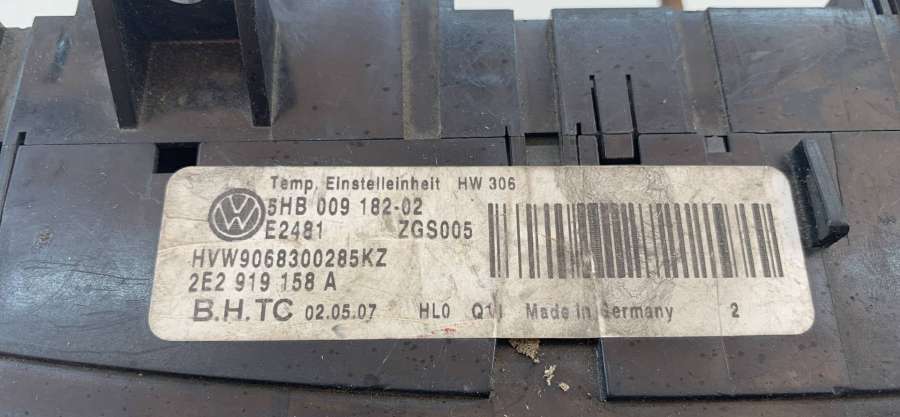 Temp. Einstelleinheit HW 306
5HB 009 182-02
E2481 ZGS005
HVW9068300285KZ
2E2 919 158 A
B.H.TC 02.05.07 HL0 Made in Germany 2